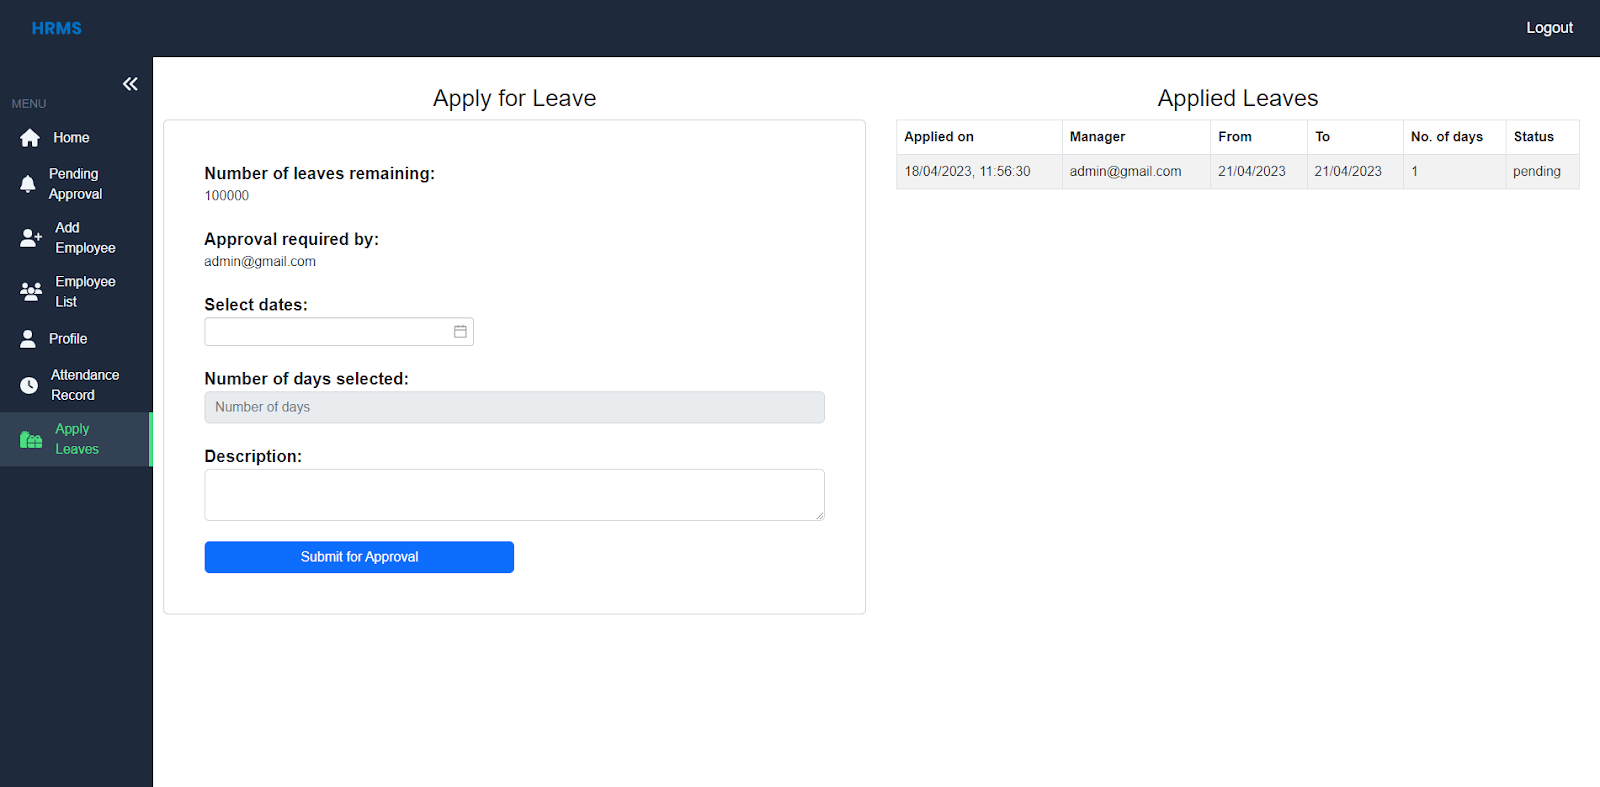 HRMS
Logout
MENU
Home
Pending
Approval
Add
Employee
Employee
List
Profile
Attendance
Record
Apply
Leaves
Apply for Leave
Number of leaves remaining:
100000
Approval required by:
admin@gmail.com
Select dates:
Number of days selected:
Number of days
Description:
Submit for Approval
Applied Leaves
Applied on Manager From To No. of days Status
18/04/2023, 11:56:30 admin@gmail.com 21/04/2023 21/04/2023 1 pending